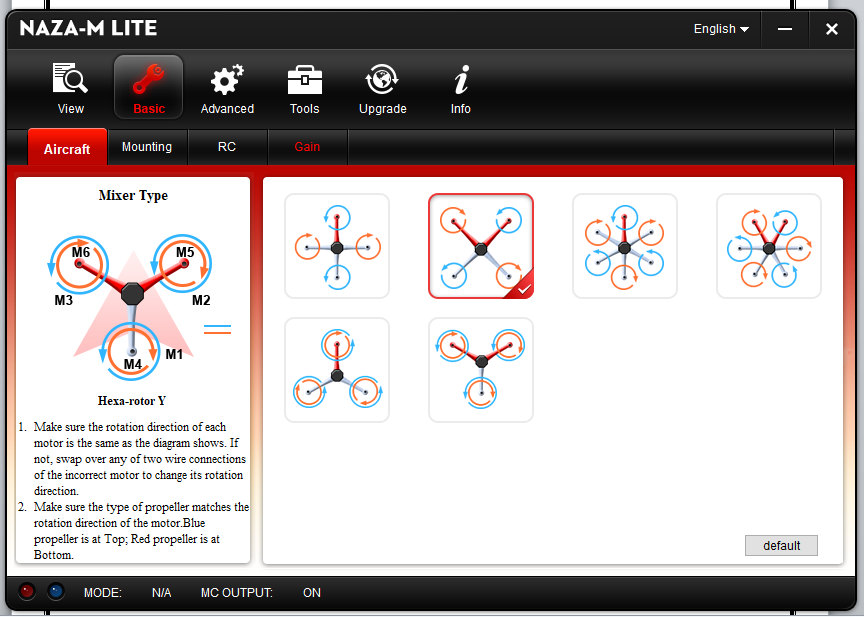 NAZA-M LITE
English
View
Basic
Advanced
Tools
Upgrade
Info
Aircraft
Mounting
RC
Gain
Mixer Type
M6
M5
M3
M2
M4
M1
Hexa-rotor Y
1. Make sure the rotation direction of each
motor is the same as the diagram shows. If
not, swap over any of two wire connections
of the incorrect motor to change its rotation
direction.
2. Make sure the type of propeller matches the
rotation direction of the motor.Blue
propeller is at Top; Red propeller is at
Bottom.
default
MODE: N/A MC OUTPUT: ON